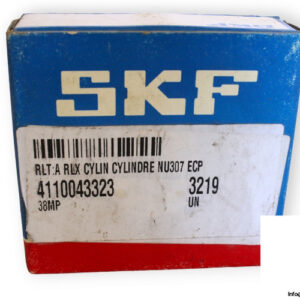 SKF
RLT:A RLX CYLIN CYLINDRE NU307 ECP
4110043323 3219
38MP UN